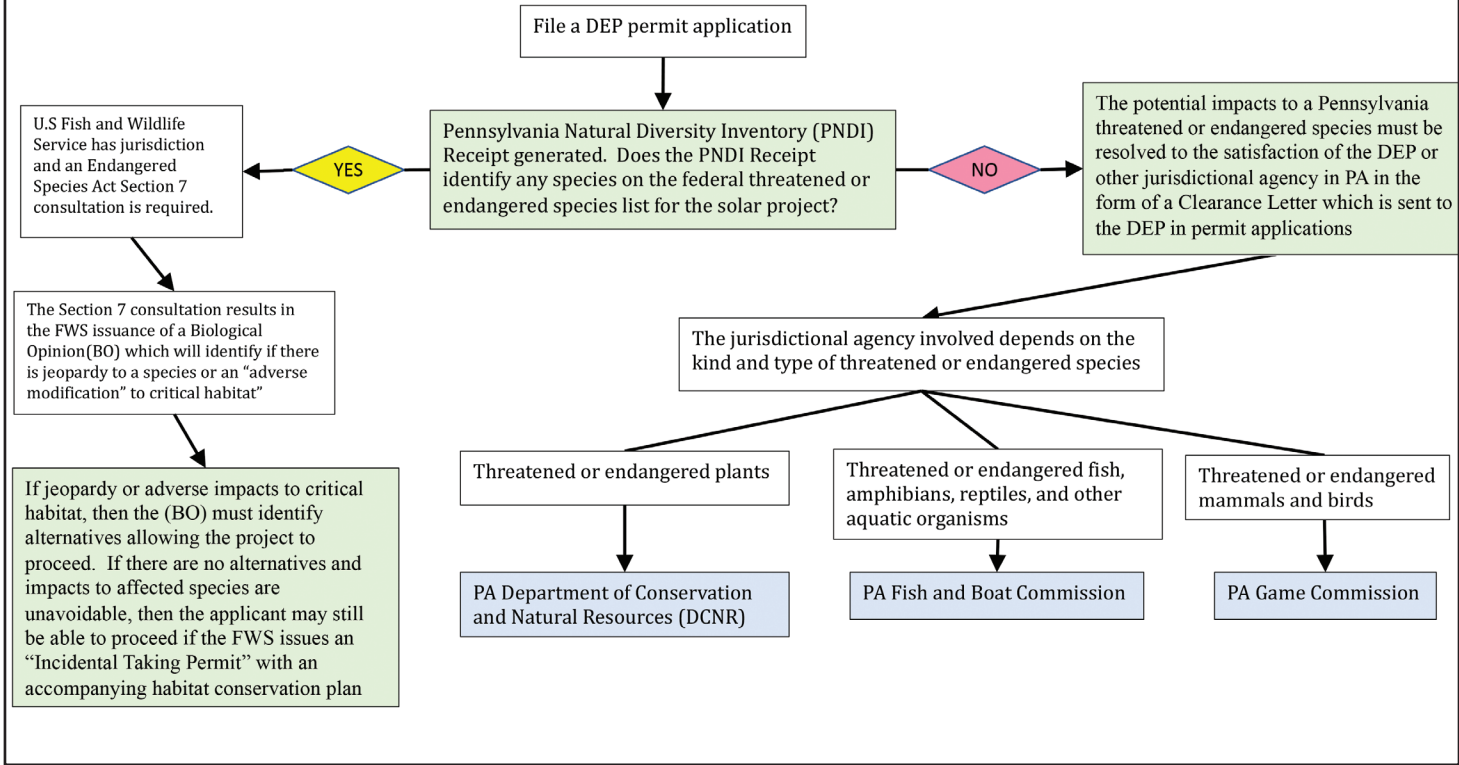 File a DEP permit application
U.S Fish and Wildlife
Service has jurisdiction
and an Endangered
Species Act Section 7
consultation is required.
YES
Pennsylvania Natural Diversity Inventory (PNDI)
Receipt generated.  Does the PNDI Receipt
identify any species on the federal threatened or
endangered species list for the solar project?
NO
The potential impacts to a Pennsylvania
threatened or endangered species must be
resolved to the satisfaction of the DEP or
other jurisdictional agency in PA in the
form of a Clearance Letter which is sent to
the DEP in permit applications
The Section 7 consultation results in
the FWS issuance of a Biological
Opinion(BO) which will identify if there
is jeopardy to a species or an “adverse
modification” to critical habitat”
The jurisdictional agency involved depends on the
kind and type of threatened or endangered species
If jeopardy or adverse impacts to critical
habitat, then the (BO) must identify
alternatives allowing the project to
proceed.  If there are no alternatives and
impacts to affected species are
unavoidable, then the applicant may still
be able to proceed if the FWS issues an
“Incidental Taking Permit” with an
accompanying habitat conservation plan
Threatened or endangered plants
Threatened or endangered fish,
amphibians, reptiles, and other
aquatic organisms
Threatened or endangered
mammals and birds
PA Department of Conservation
and Natural Resources (DCNR)
PA Fish and Boat Commission
PA Game Commission